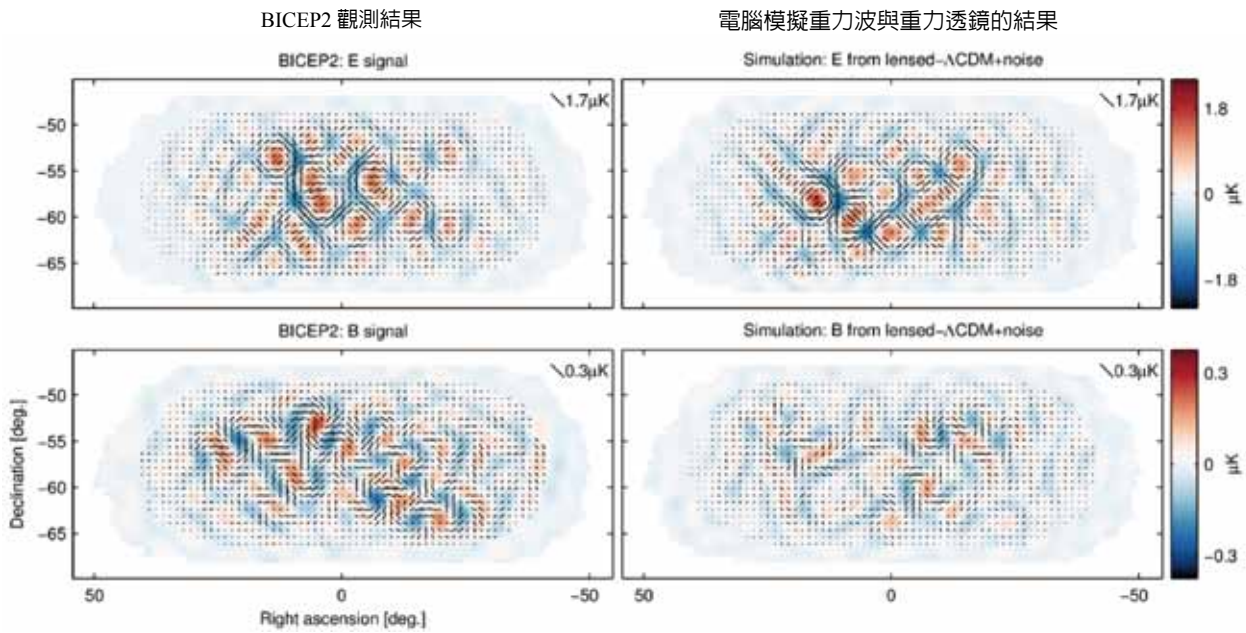 BICEP2 觀測結果
電腦模擬重力波與重力透鏡的結果
BICEP2: E signal
Simulation: E from lensed-ΛCDM+noise
1.7μK
1.7μK
-50
-55
-60
-65
1.8
0
-1.8
μK
BICEP2: B signal
Simulation: B from lensed-ΛCDM+noise
0.3μK
0.3μK
-50
-55
-60
-65
Declination [deg.]
0.3
0
-0.3
μK
50
0
-50
50
0
-50
Right ascension [deg.]